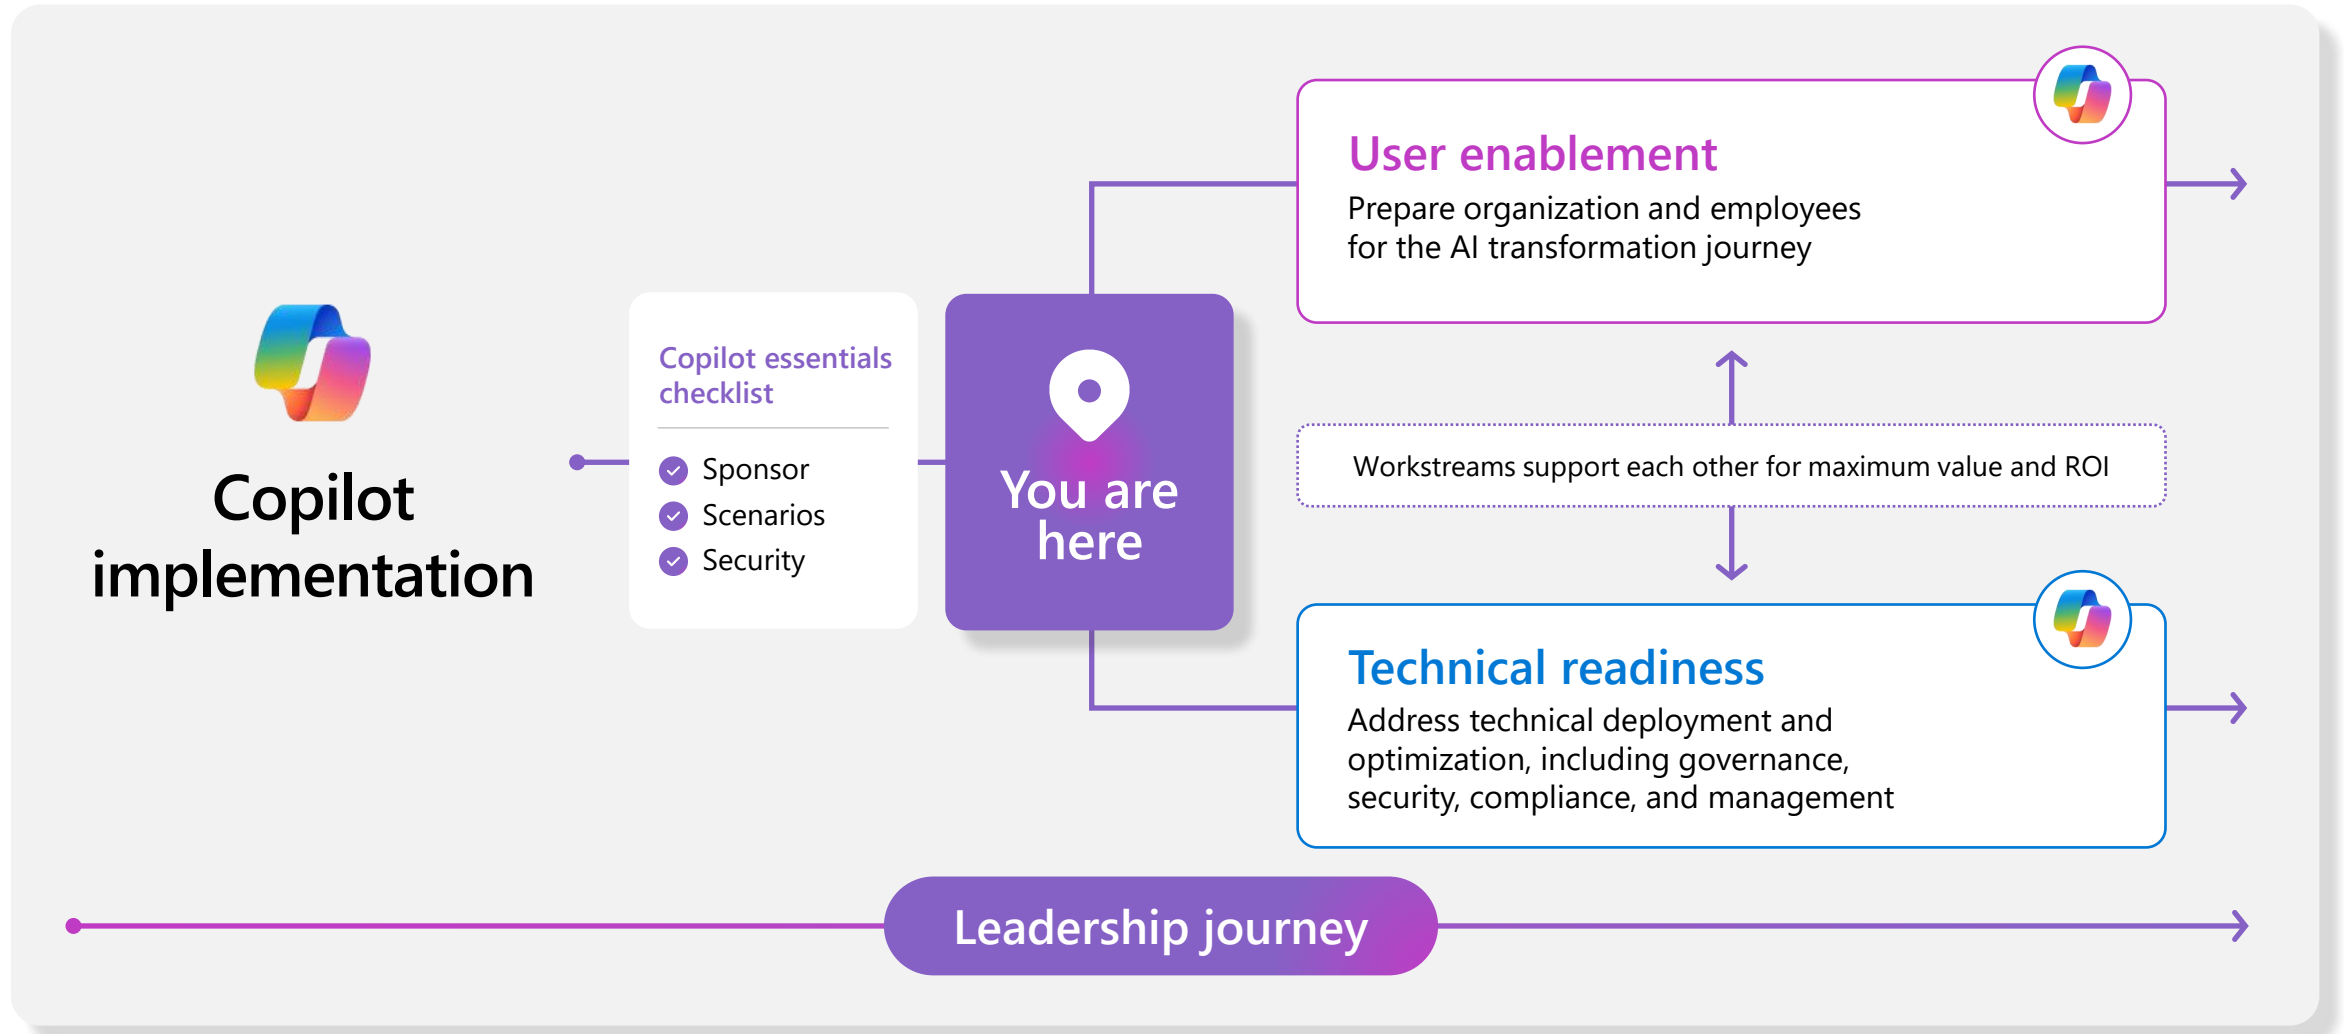 Copilot
implementation
Copilot essentials
checklist
Sponsor
Scenarios
Security
You are
here
User enablement
Prepare organization and employees
for the AI transformation journey
Workstreams support each other for maximum value and ROI
Technical readiness
Address technical deployment and
optimization, including governance,
security, compliance, and management
Leadership journey